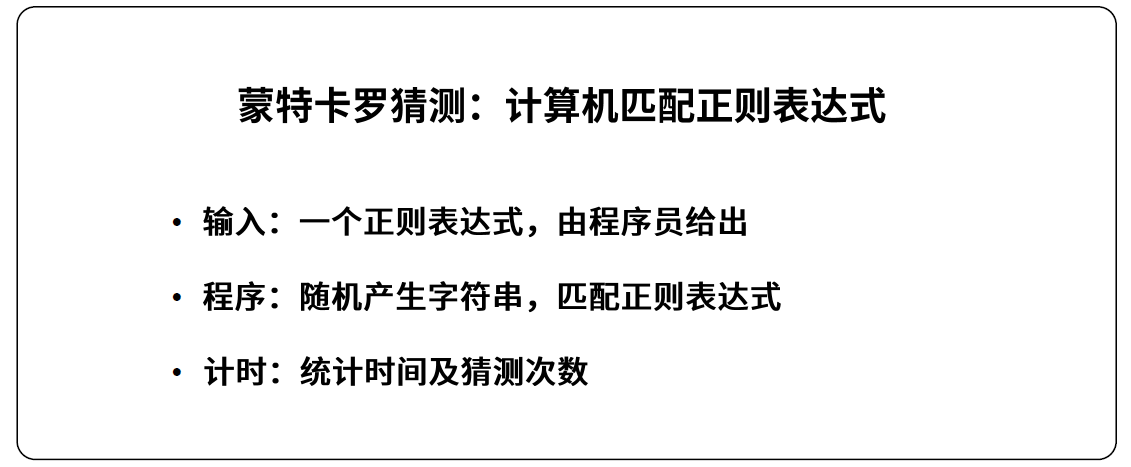 蒙特卡罗猜测：计算机匹配正则表达式
• 输入：一个正则表达式，由程序员给出
• 程序：随机产生字符串，匹配正则表达式
• 计时：统计时间及猜测次数